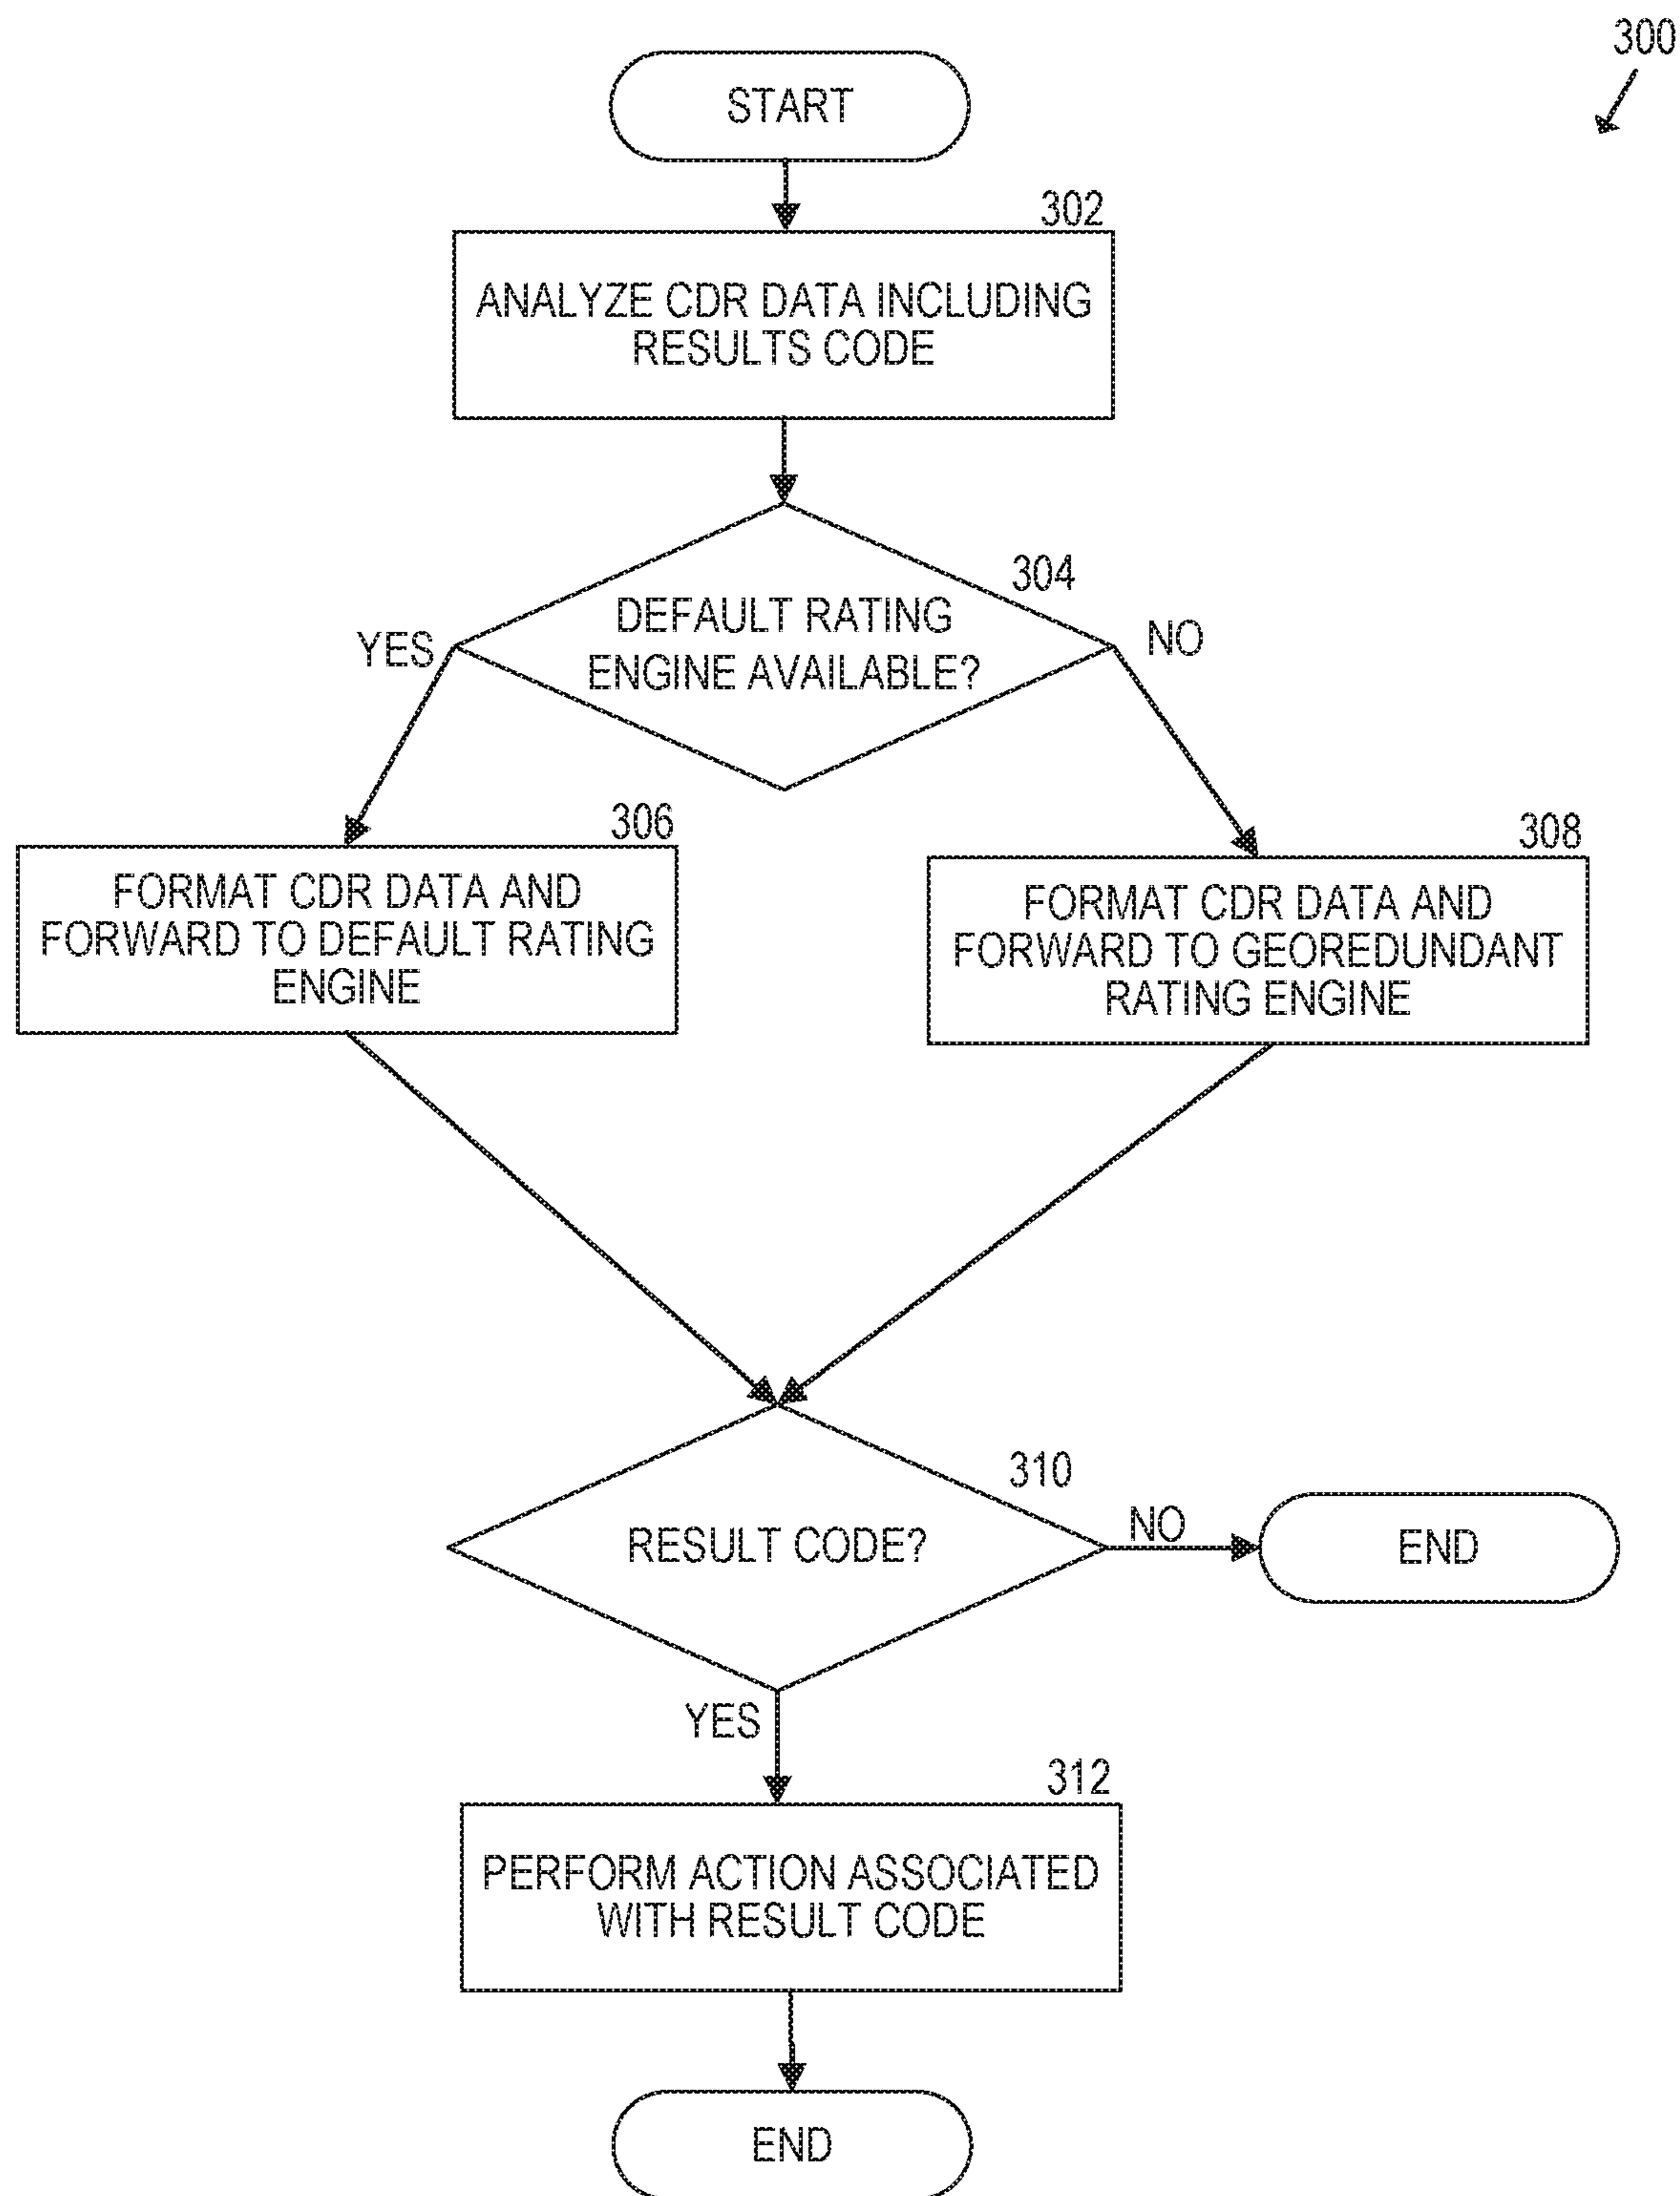 300
START
302
ANALYZE CDR DATA INCLUDING
RESULTS CODE
304
DEFAULT RATING
ENGINE AVAILABLE?
YES
NO
306
FORMAT CDR DATA AND
FORWARD TO DEFAULT RATING
ENGINE
308
FORMAT CDR DATA AND
FORWARD TO GEOREDUNDANT
RATING ENGINE
310
RESULT CODE?
NO
END
YES
312
PERFORM ACTION ASSOCIATED
WITH RESULT CODE
END